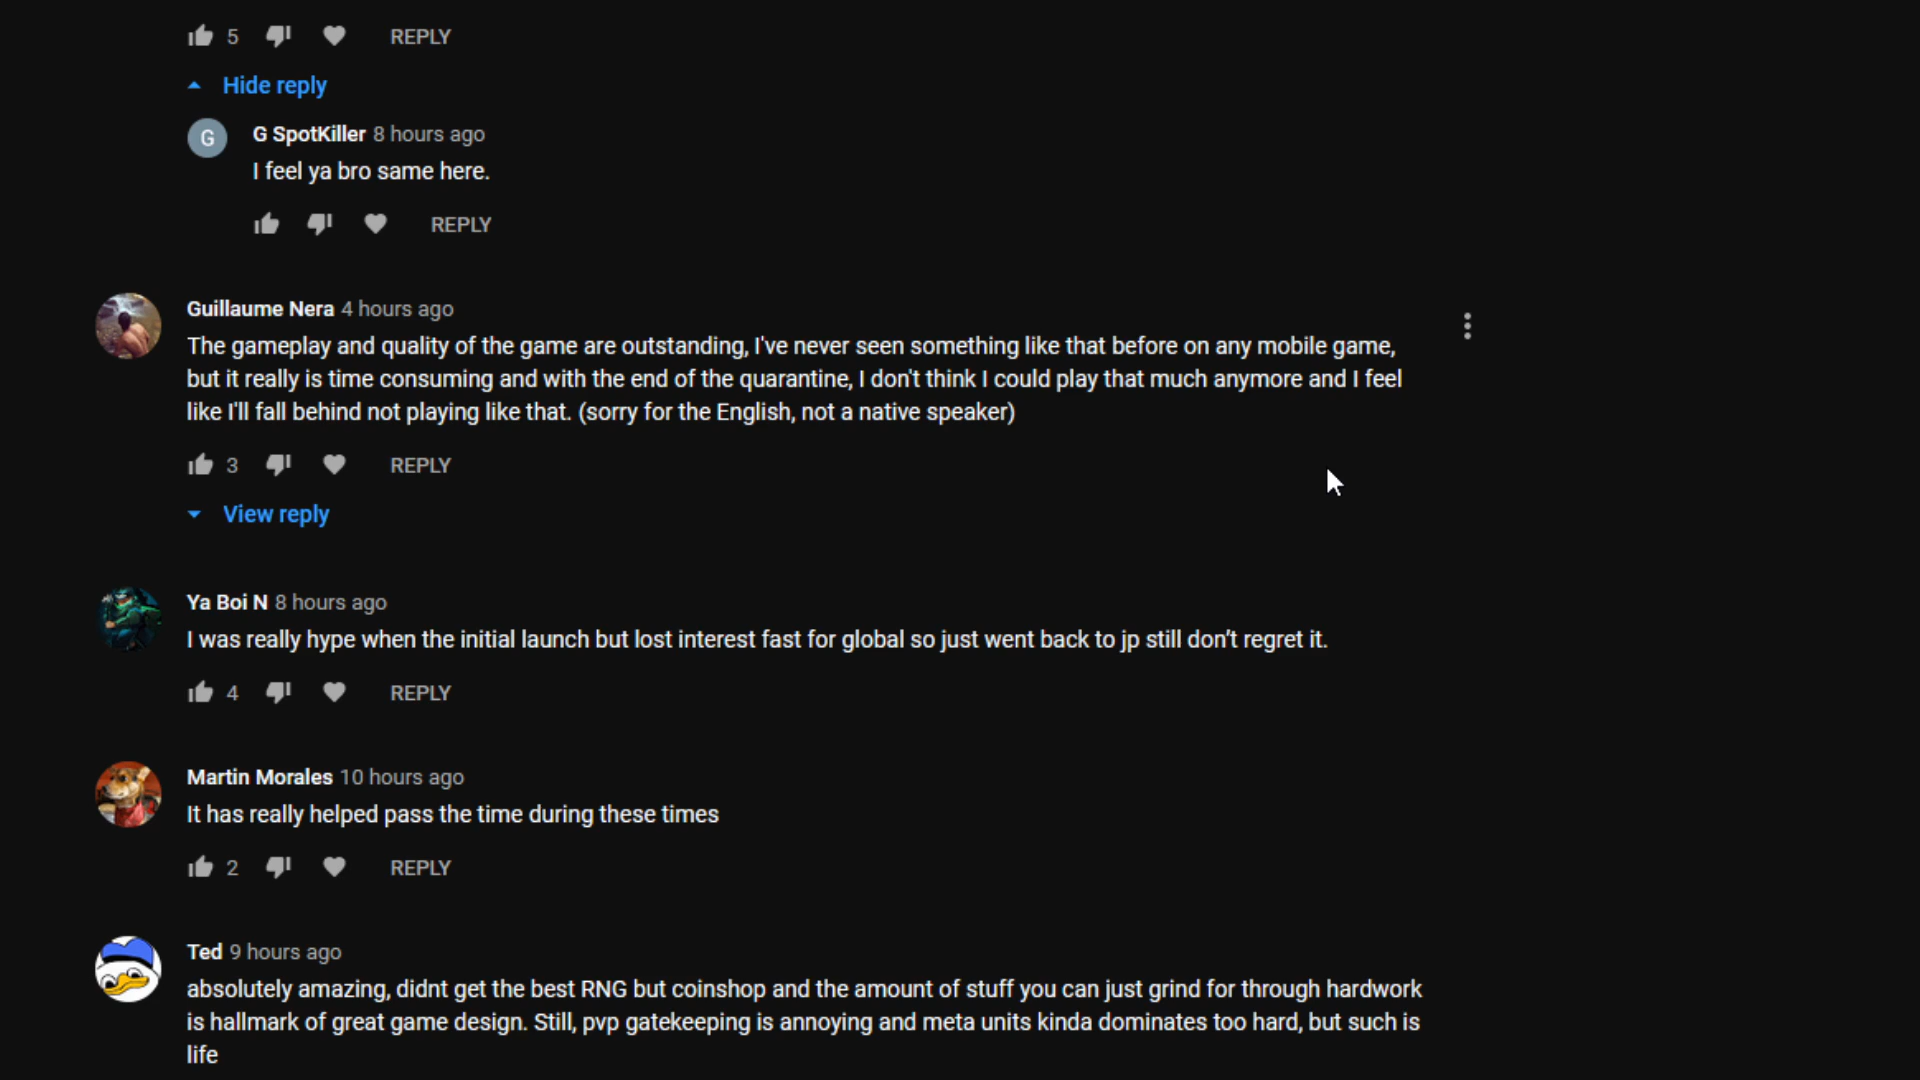 5 REPLY
Hide reply
G
G SpotKiller 8 hours ago
I feel ya bro same here.
REPLY
Guillaume Nera 4 hours ago
The gameplay and quality of the game are outstanding, I've never seen something like that before on any mobile game,
but it really is time consuming and with the end of the quarantine, I don't think I could play that much anymore and I feel
like I'll fall behind not playing like that. (sorry for the English, not a native speaker)
3 REPLY
View reply
Ya Boi N 8 hours ago
I was really hype when the initial launch but lost interest fast for global so just went back to jp still don’t regret it.
4 REPLY
Martin Morales 10 hours ago
It has really helped pass the time during these times
2 REPLY
Ted 9 hours ago
absolutely amazing, didnt get the best RNG but coinshop and the amount of stuff you can just grind for through hardwork
is hallmark of great game design. Still, pvp gatekeeping is annoying and meta units kinda dominates too hard, but such is
life